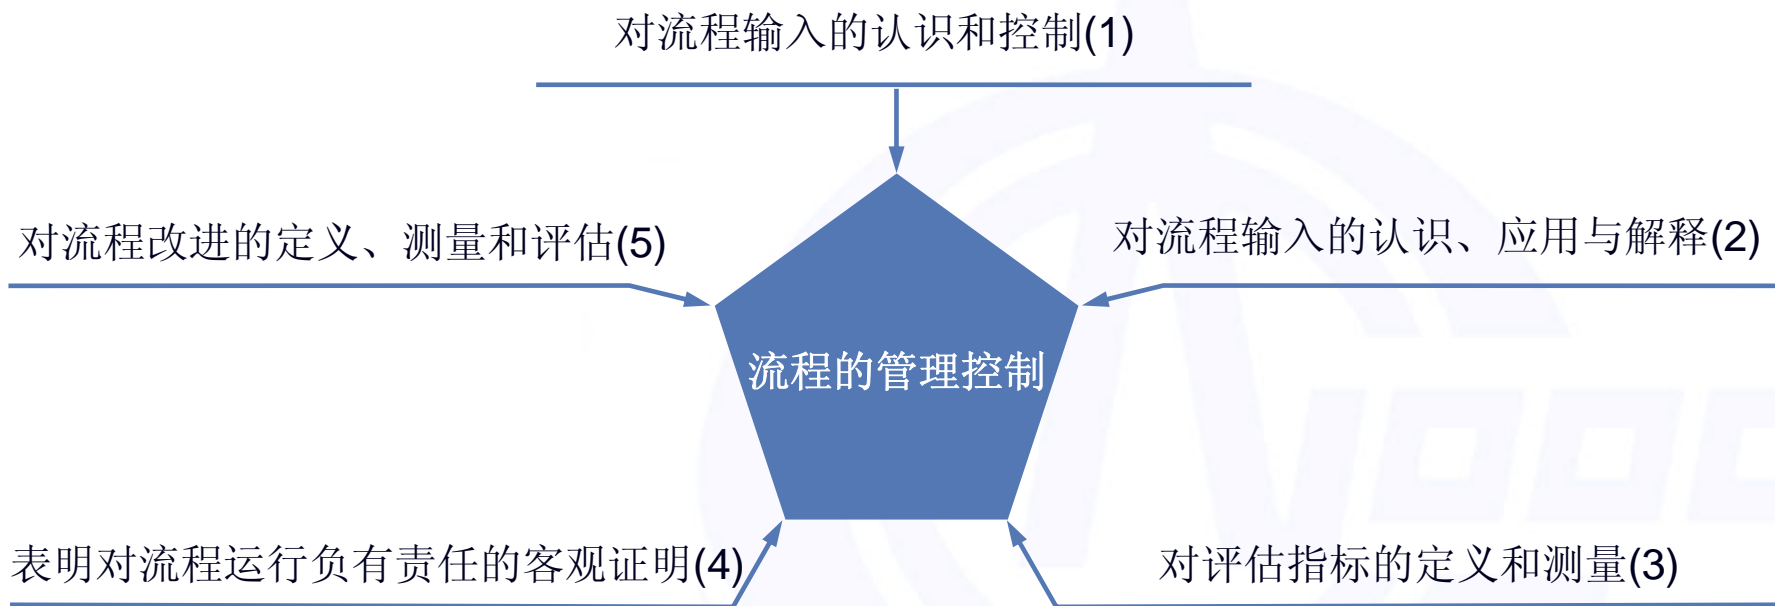 对流程输入的认识和控制(1)
对流程改进的定义、测量和评估(5)
对流程输入的认识、应用与解释(2)
流程的管理控制
表明对流程运行负有责任的客观证明(4)
对评估指标的定义和测量(3)